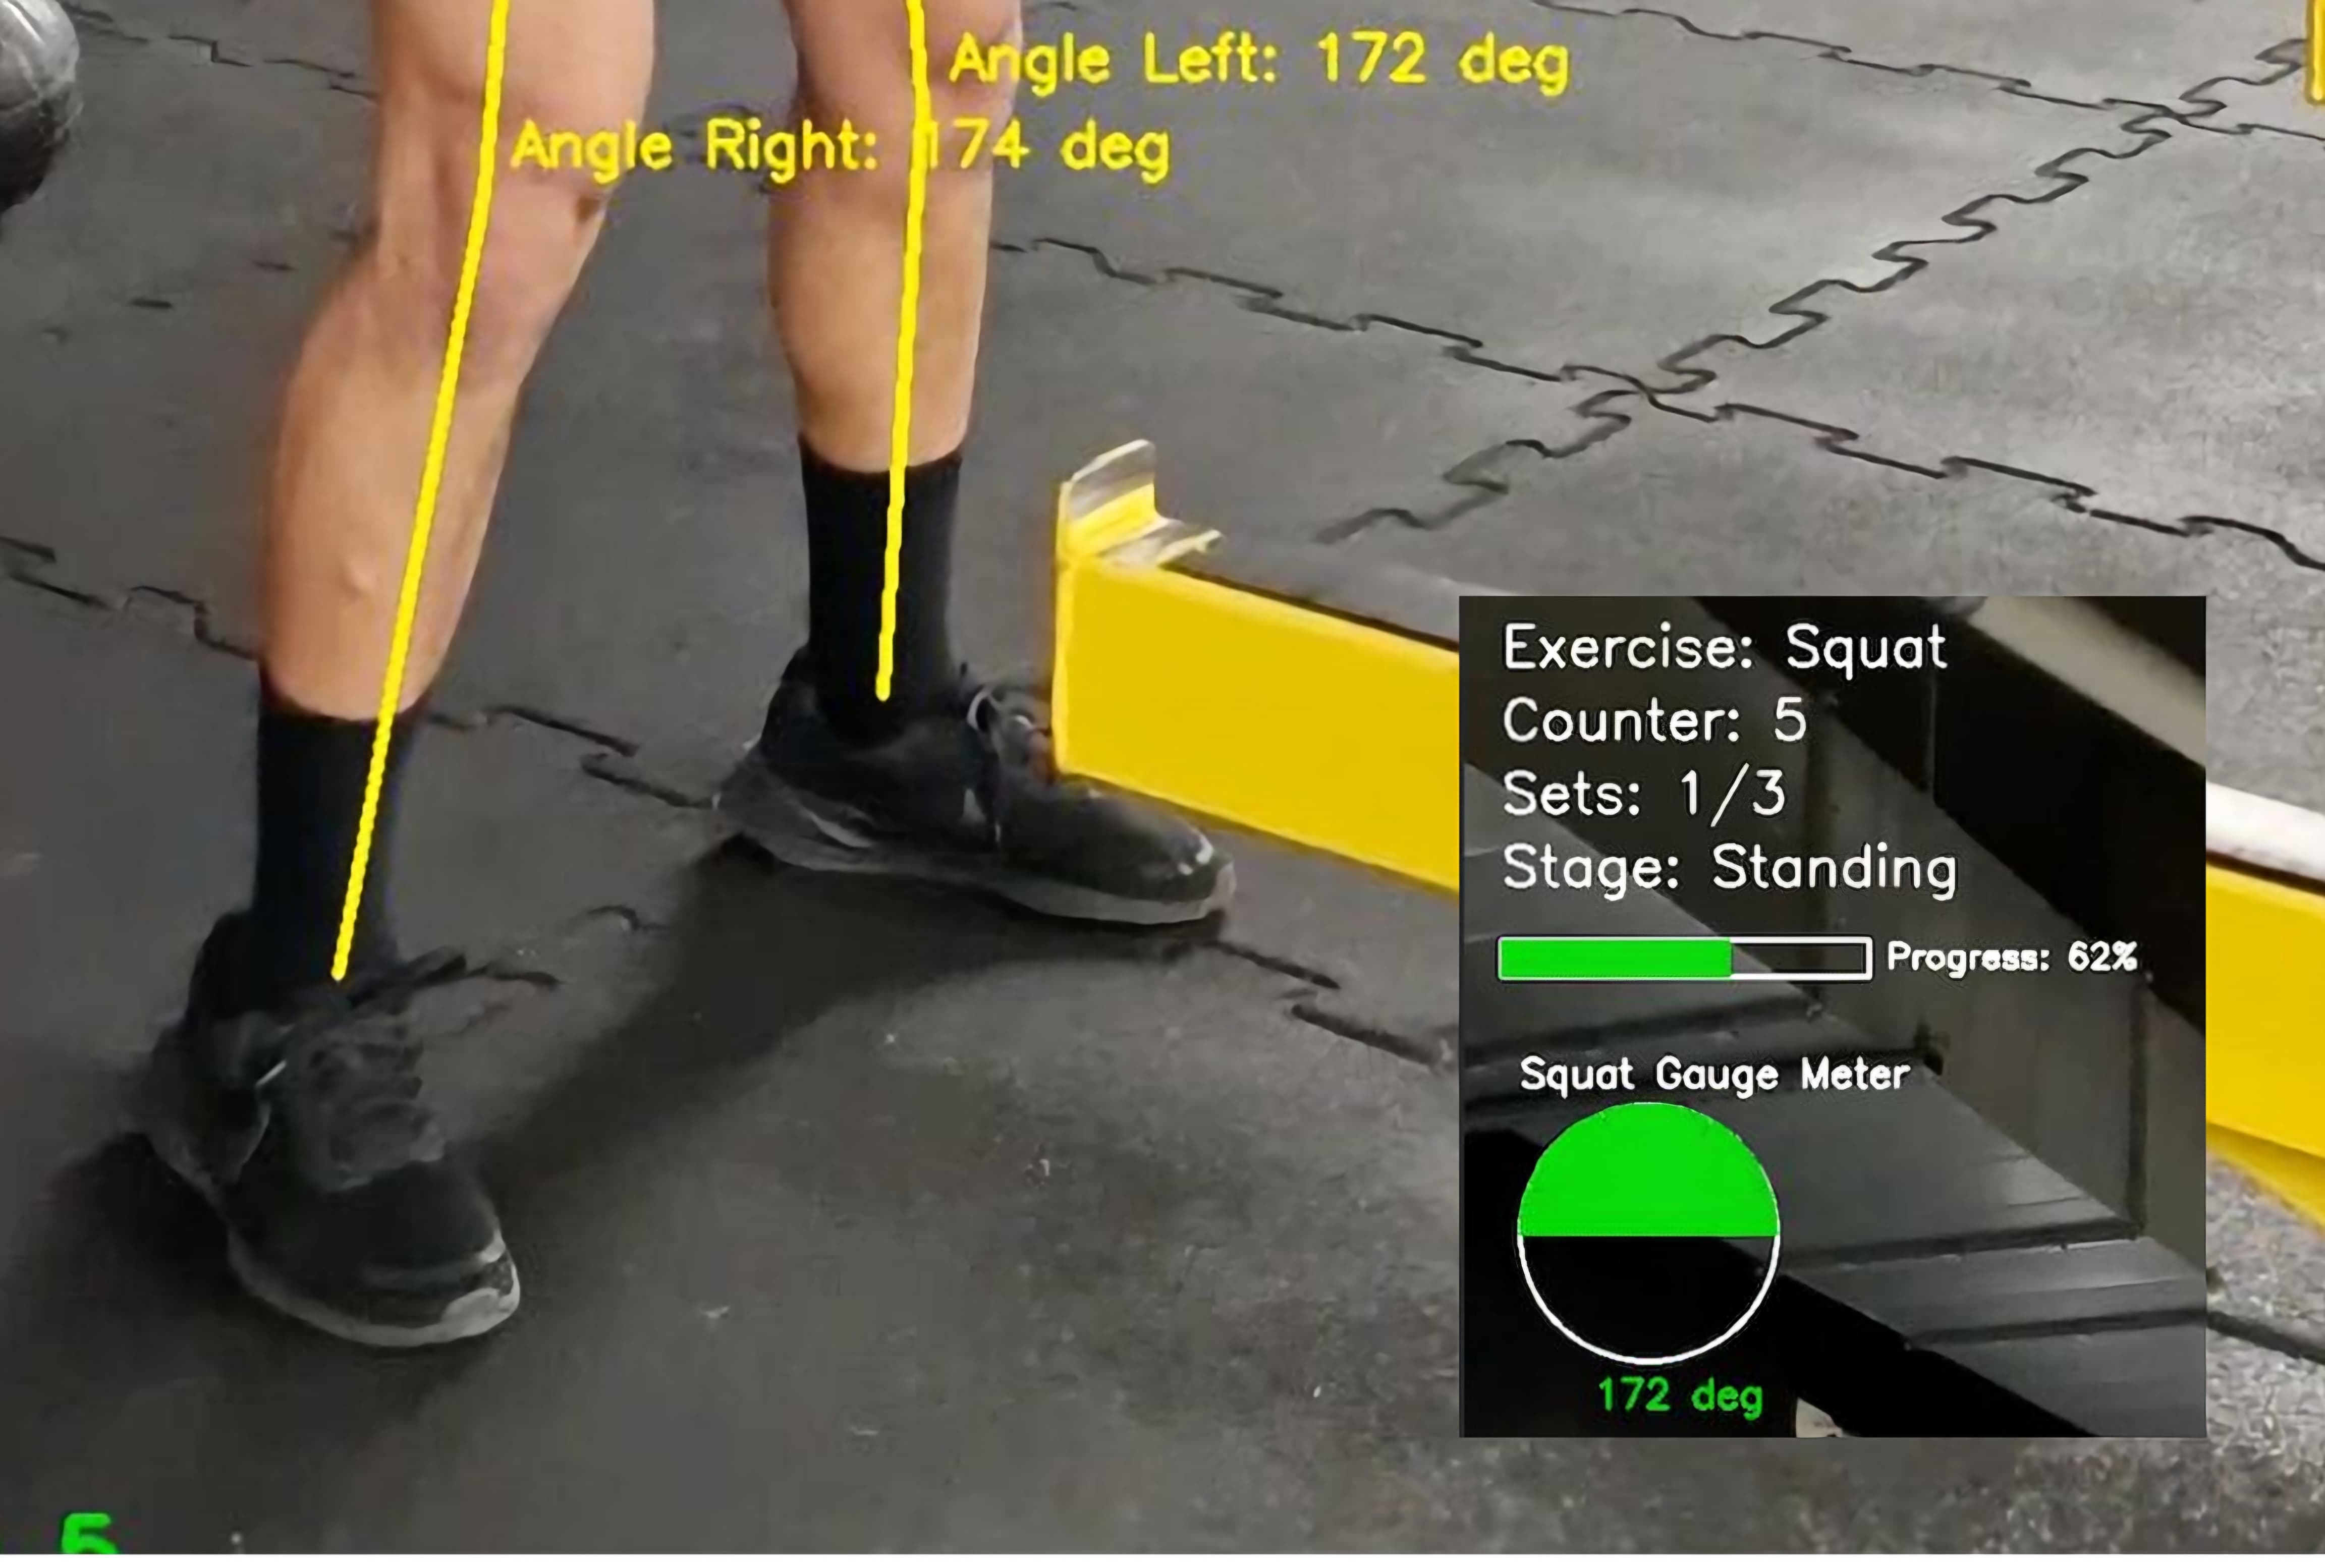 Angle Left: 172 deg
Angle Right: 174 deg
Exercise: Squat
Counter: 5
Sets: 1/3
Stage: Standing
Progress: 62%
Squat Gauge Meter
172 deg
5